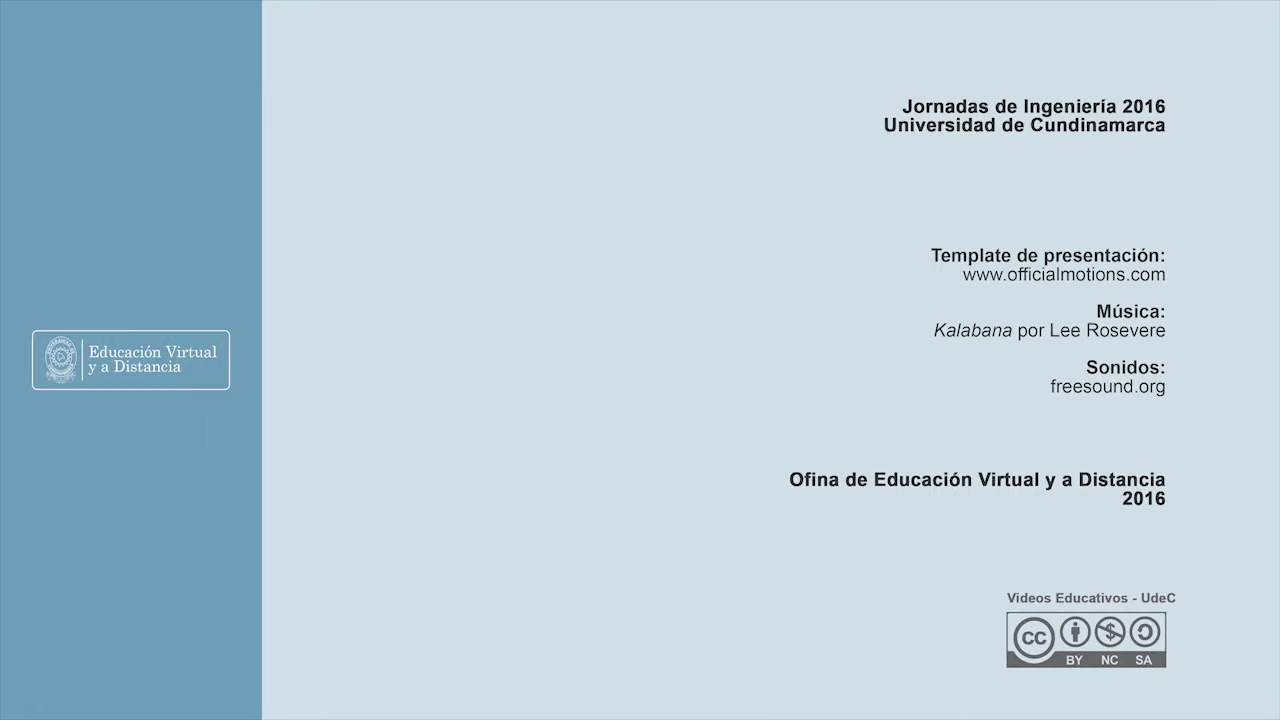 Jornadas de Ingeniería 2016
Universidad de Cundinamarca
Template de presentación:
www.officialmotions.com
Música:
Kalabana por Lee Rosevere
Sonidos:
freesound.org
Educación Virtual
y a Distancia
Ofina de Educación Virtual y a Distancia
2016
Videos Educativos - UdeC
cc
BY NC SA